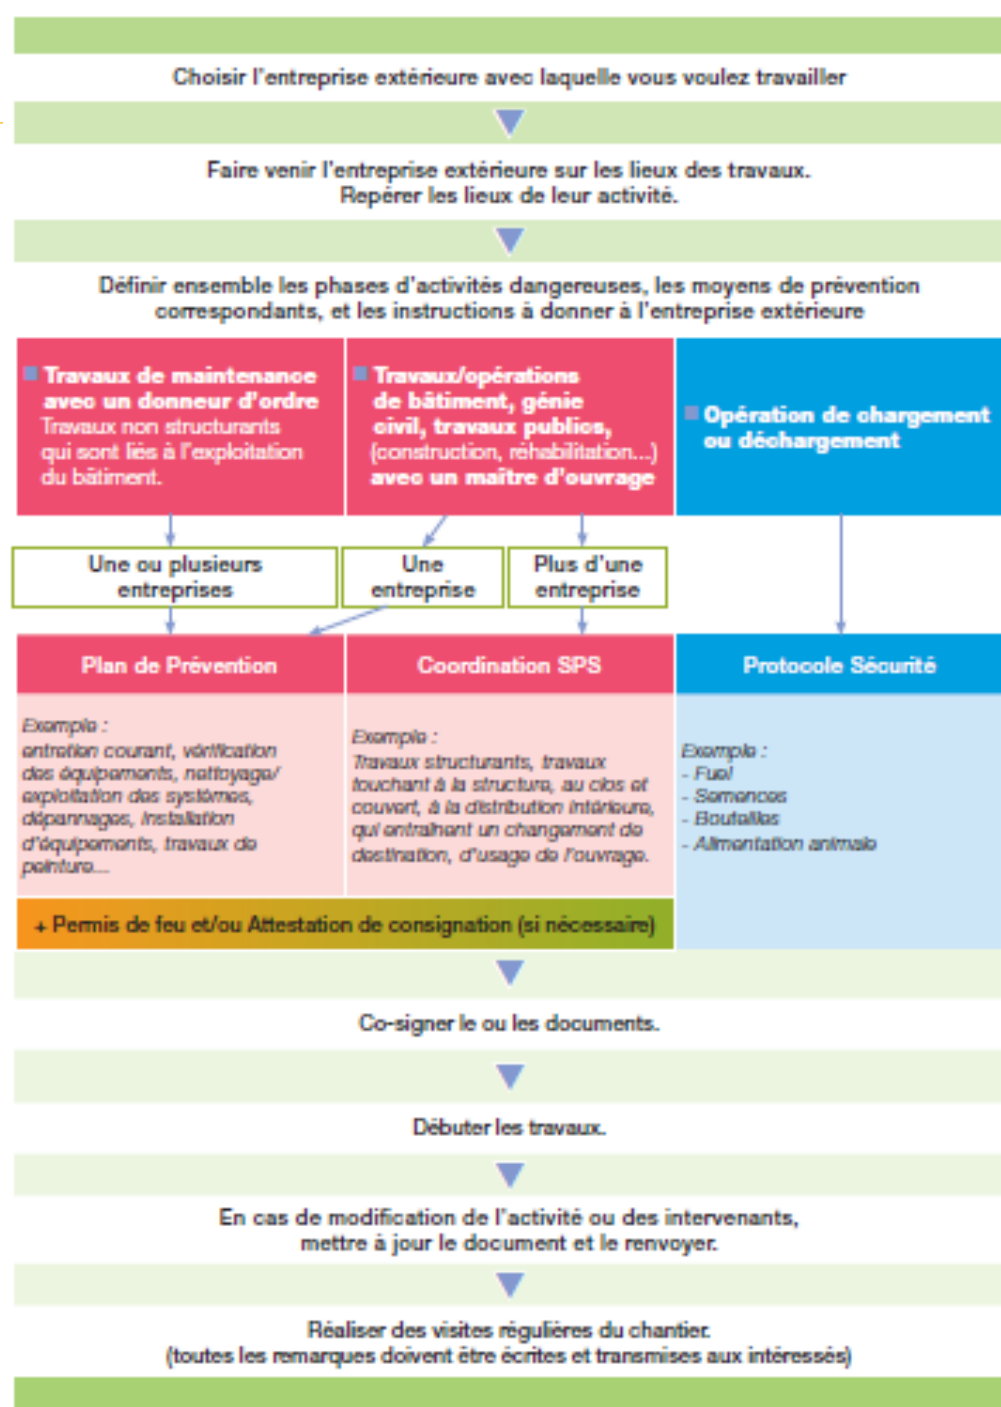 Choisir l'entreprise extérieure avec laquelle vous voulez travailler
Faire venir l'entreprise extérieure sur les lieux des travaux.
Repérer les lieux de leur activité.
Définir ensemble les phases d'activités dangereuses, les moyens de prévention
correspondants, et les instructions à donner à l'entreprise extérieure
Travaux de maintenance
avec un donneur d'ordre
Travaux non structurants
qui sont liés à l'exploitation
du bâtiment.
Travaux/opérations
de bâtiment, génie
civil, travaux publics,
(construction, réhabilitation...)
avec un maître d'ouvrage
Opération de chargement
ou déchargement
Une ou plusieurs
entreprises
Une
entreprise
Plus d'une
entreprise
Plan de Prévention
Coordination SPS
Protocole Sécurité
Exemple :
entretien courant, vérification
des équipements, nettoyage/
exploitation des systèmes,
dépannages, installation
d'équipements, travaux de
peinture...
Exemple :
Travaux structurants, travaux
touchant à la structure, au clos et
couvert, à la distribution intérieure,
qui entraînent un changement de
destination, d'usage de l'ouvrage.
Exemple :
- Fuel
- Semences
- Bouteilles
- Alimentation animale
+ Permis de feu et/ou Attestation de consignation (si nécessaire)
Co-signer le ou les documents.
Débuter les travaux.
En cas de modification de l'activité ou des intervenants,
mettre à jour le document et le renvoyer.
Réaliser des visites régulières du chantier.
(toutes les remarques doivent être écrites et transmises aux intéressés)